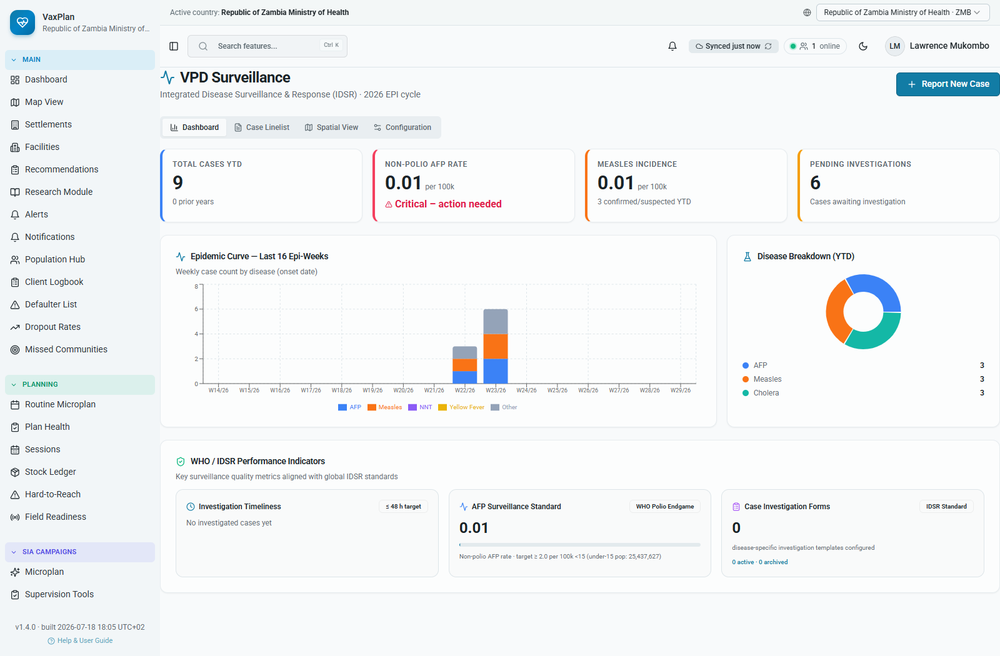 VaxPlan
Republic of Zambia Ministry of...
MAIN
Dashboard
Map View
Settlements
Facilities
Recommendations
Research Module
Alerts
Notifications
Population Hub
Client Logbook
Defaulter List
Dropout Rates
Missed Communities
PLANNING
Routine Microplan
Plan Health
Sessions
Stock Ledger
Hard-to-Reach
Field Readiness
SIA CAMPAIGNS
Microplan
Supervision Tools
v1.4.0 · built 2026-07-18 18:05 UTC+02
Help & User Guide
Active country: Republic of Zambia Ministry of Health
Republic of Zambia Ministry of Health · ZMB
Search features...
Ctrl K
Synced just now
1 online
LM
Lawrence Mukombo
VPD Surveillance
Integrated Disease Surveillance & Response (IDSR) · 2026 EPI cycle
Report New Case
Dashboard
Case Linelist
Spatial View
Configuration
TOTAL CASES YTD
9
0 prior years
NON-POLIO AFP RATE
0.01 per 100k
Critical – action needed
MEASLES INCIDENCE
0.01 per 100k
3 confirmed/suspected YTD
PENDING INVESTIGATIONS
6
Cases awaiting investigation
Epidemic Curve — Last 16 Epi-Weeks
Weekly case count by disease (onset date)
8
6
4
2
0
W14/26 W15/26 W16/26 W17/26 W18/26 W19/26 W20/26 W21/26 W22/26 W23/26 W24/26 W25/26 W26/26 W27/26 W28/26 W29/26
AFP Measles NNT Yellow Fever Other
Disease Breakdown (YTD)
AFP 3
Measles 3
Cholera 3
WHO / IDSR Performance Indicators
Key surveillance quality metrics aligned with global IDSR standards
Investigation Timeliness
≤ 48 h target
No investigated cases yet
AFP Surveillance Standard
WHO Polio Endgame
0.01
Non-polio AFP rate · target ≥ 2.0 per 100k <15 (under-15 pop: 25,437,627)
Case Investigation Forms
IDSR Standard
0
disease-specific investigation templates configured
0 active · 0 archived